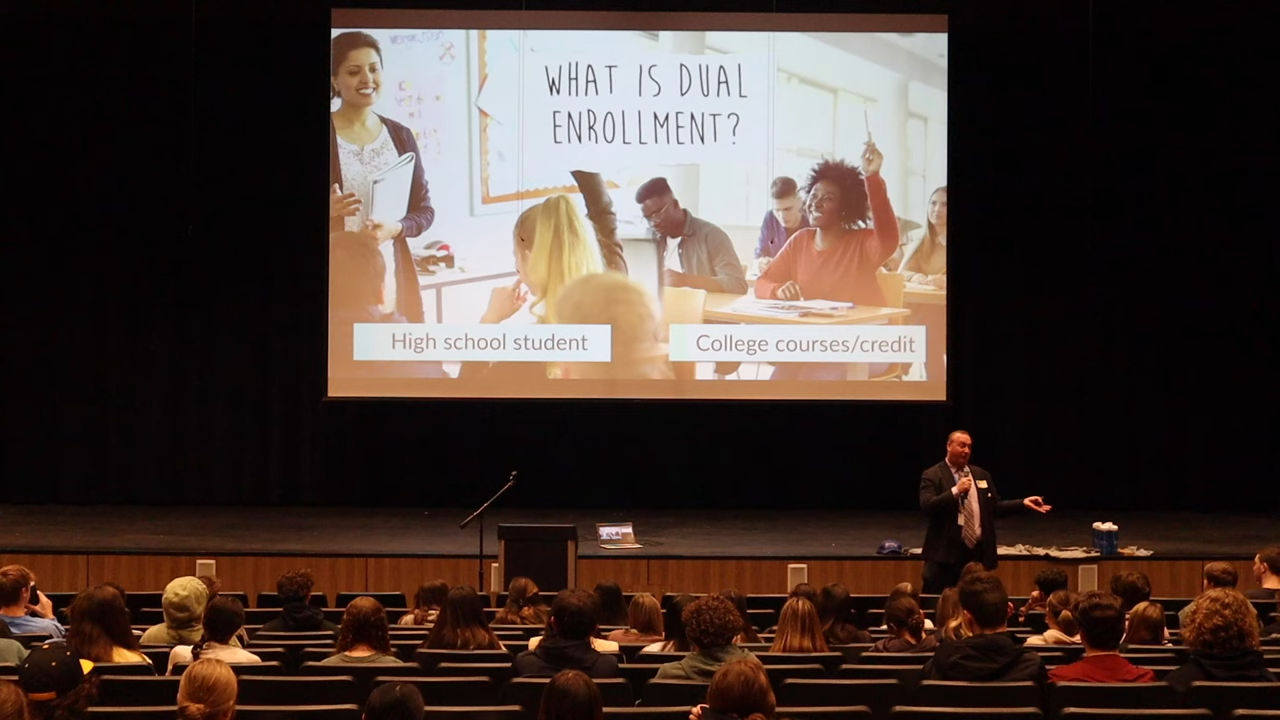 WHAT IS DUAL
ENROLLMENT?
High school student
College courses/credit